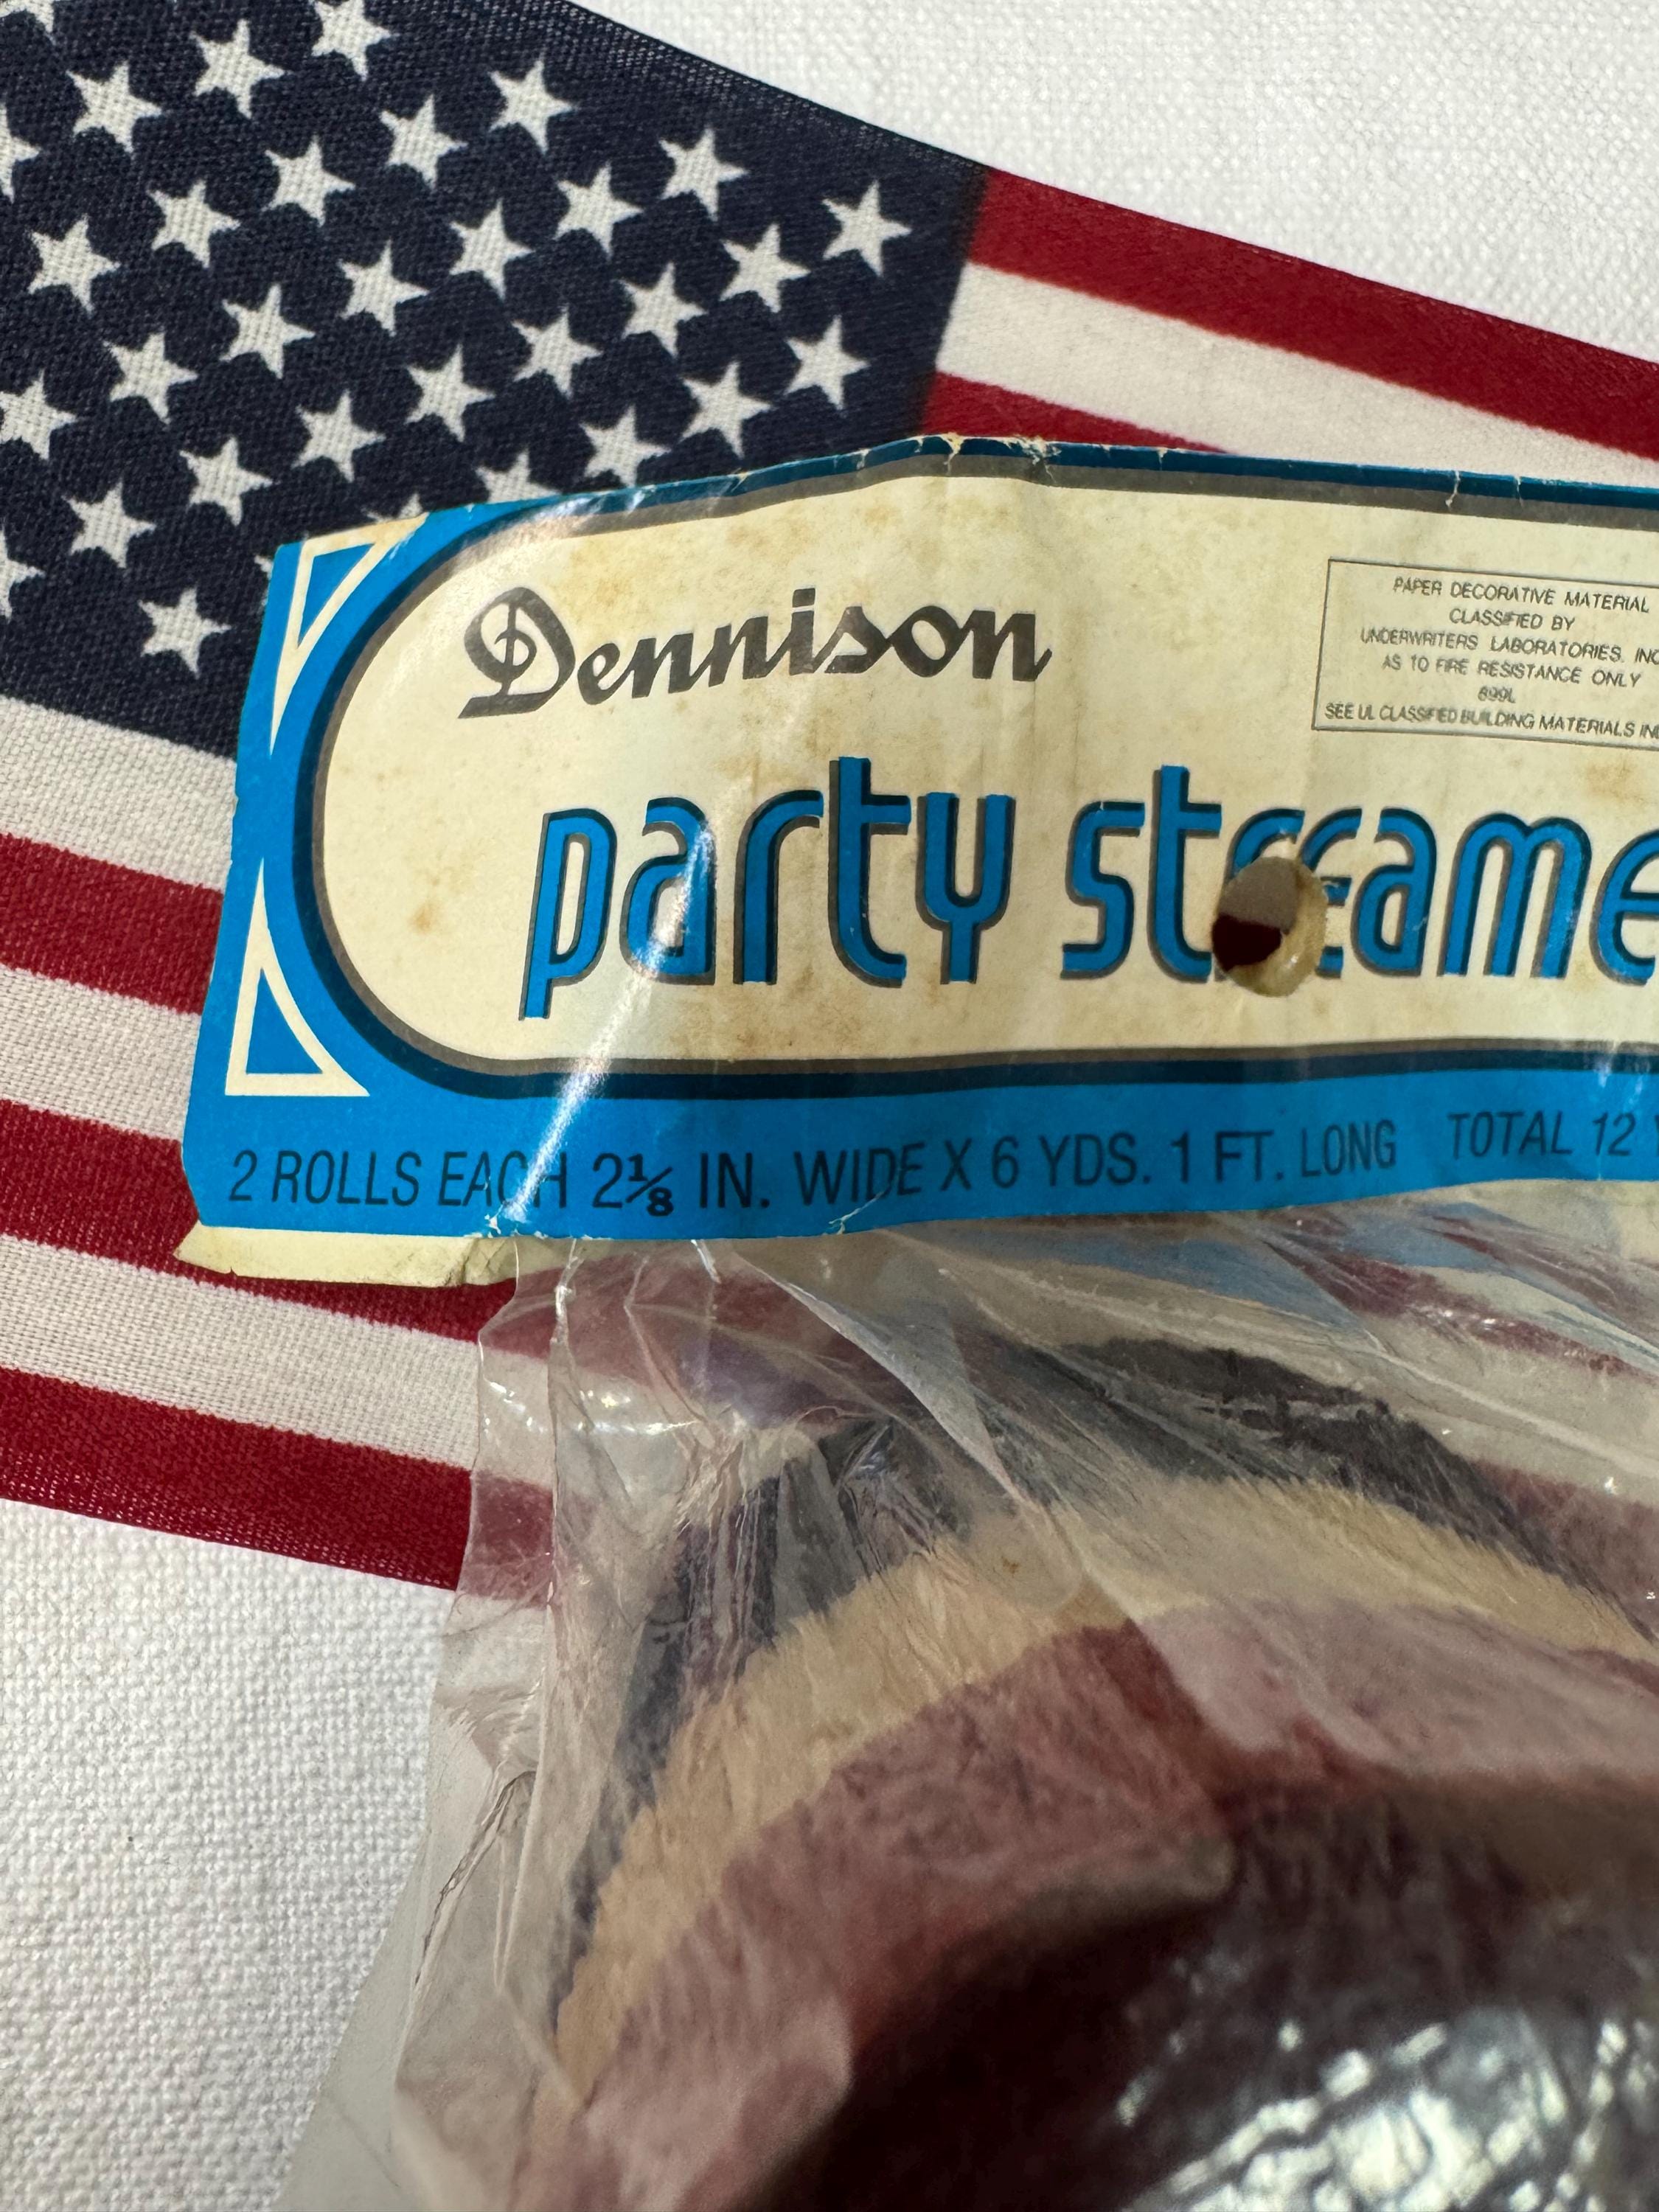 Dennison
PAPER DECORATIVE MATERIAL
CLASSIFIED BY
UNDERWRITERS LABORATORIES. INC
AS TO FIRE RESISTANCE ONLY
899L
SEE UL CLASSIFIED BUILDING MATERIALS IND
party streame
2 ROLLS EACH 2⅛ IN. WIDE X 6 YDS. 1 FT. LONG TOTAL 12 Y